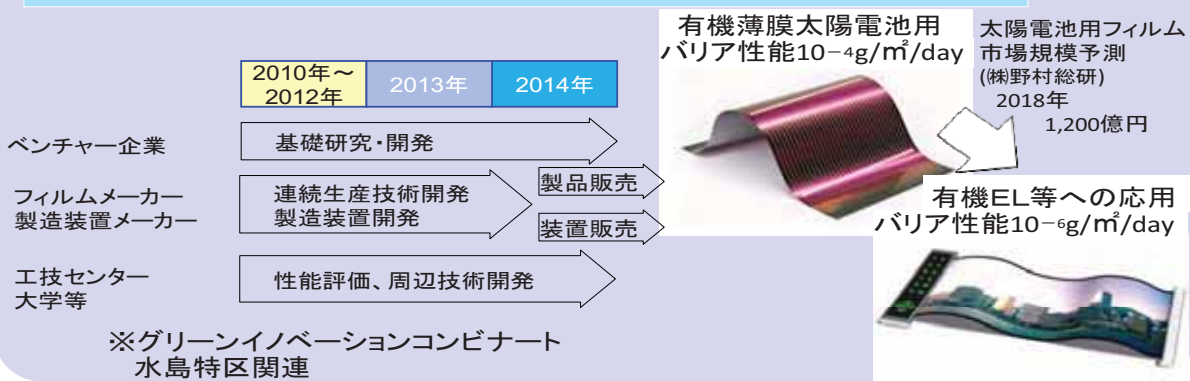 2010年～
2012年
2013年
2014年
ベンチャー企業
基礎研究・開発
フィルムメーカー
製造装置メーカー
連続生産技術開発
製造装置開発
製品販売
装置販売
工技センター
大学等
性能評価、周辺技術開発
※グリーンイノベーションコンビナート
水島特区関連
有機薄膜太陽電池用
バリア性能10−4g/㎡/day
太陽電池用フィルム
市場規模予測
(㈱野村総研)
2018年
1,200億円
有機EL等への応用
バリア性能10−6g/㎡/day